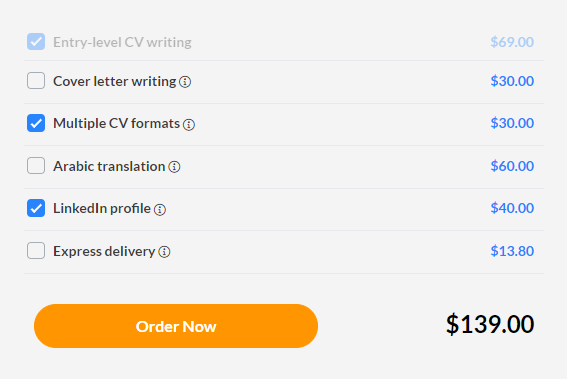 Entry-level CV writing $69.00
Cover letter writing $30.00
Multiple CV formats $30.00
Arabic translation $60.00
LinkedIn profile $40.00
Express delivery $13.80
Order Now $139.00